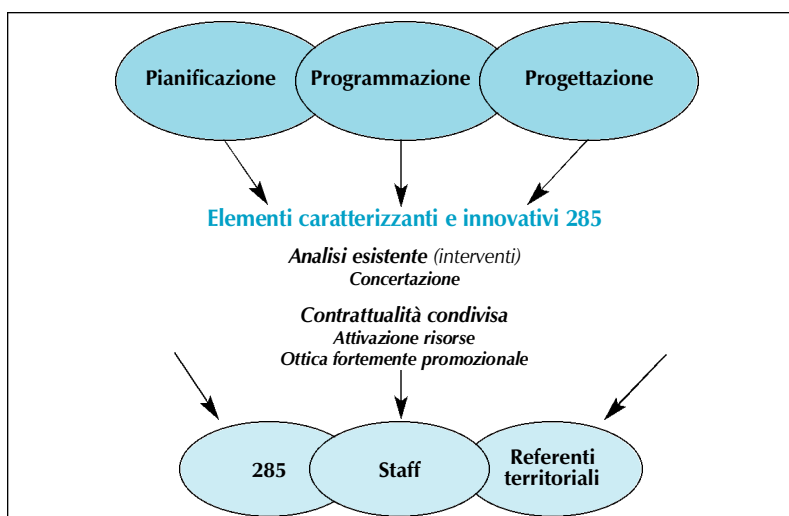 Pianificazione
Programmazione
Progettazione
Elementi caratterizzanti e innovativi 285
Analisi esistente (interventi)
Concertazione
Contrattualità condivisa
Attivazione risorse
Ottica fortemente promozionale
285
Staff
Referenti
territoriali